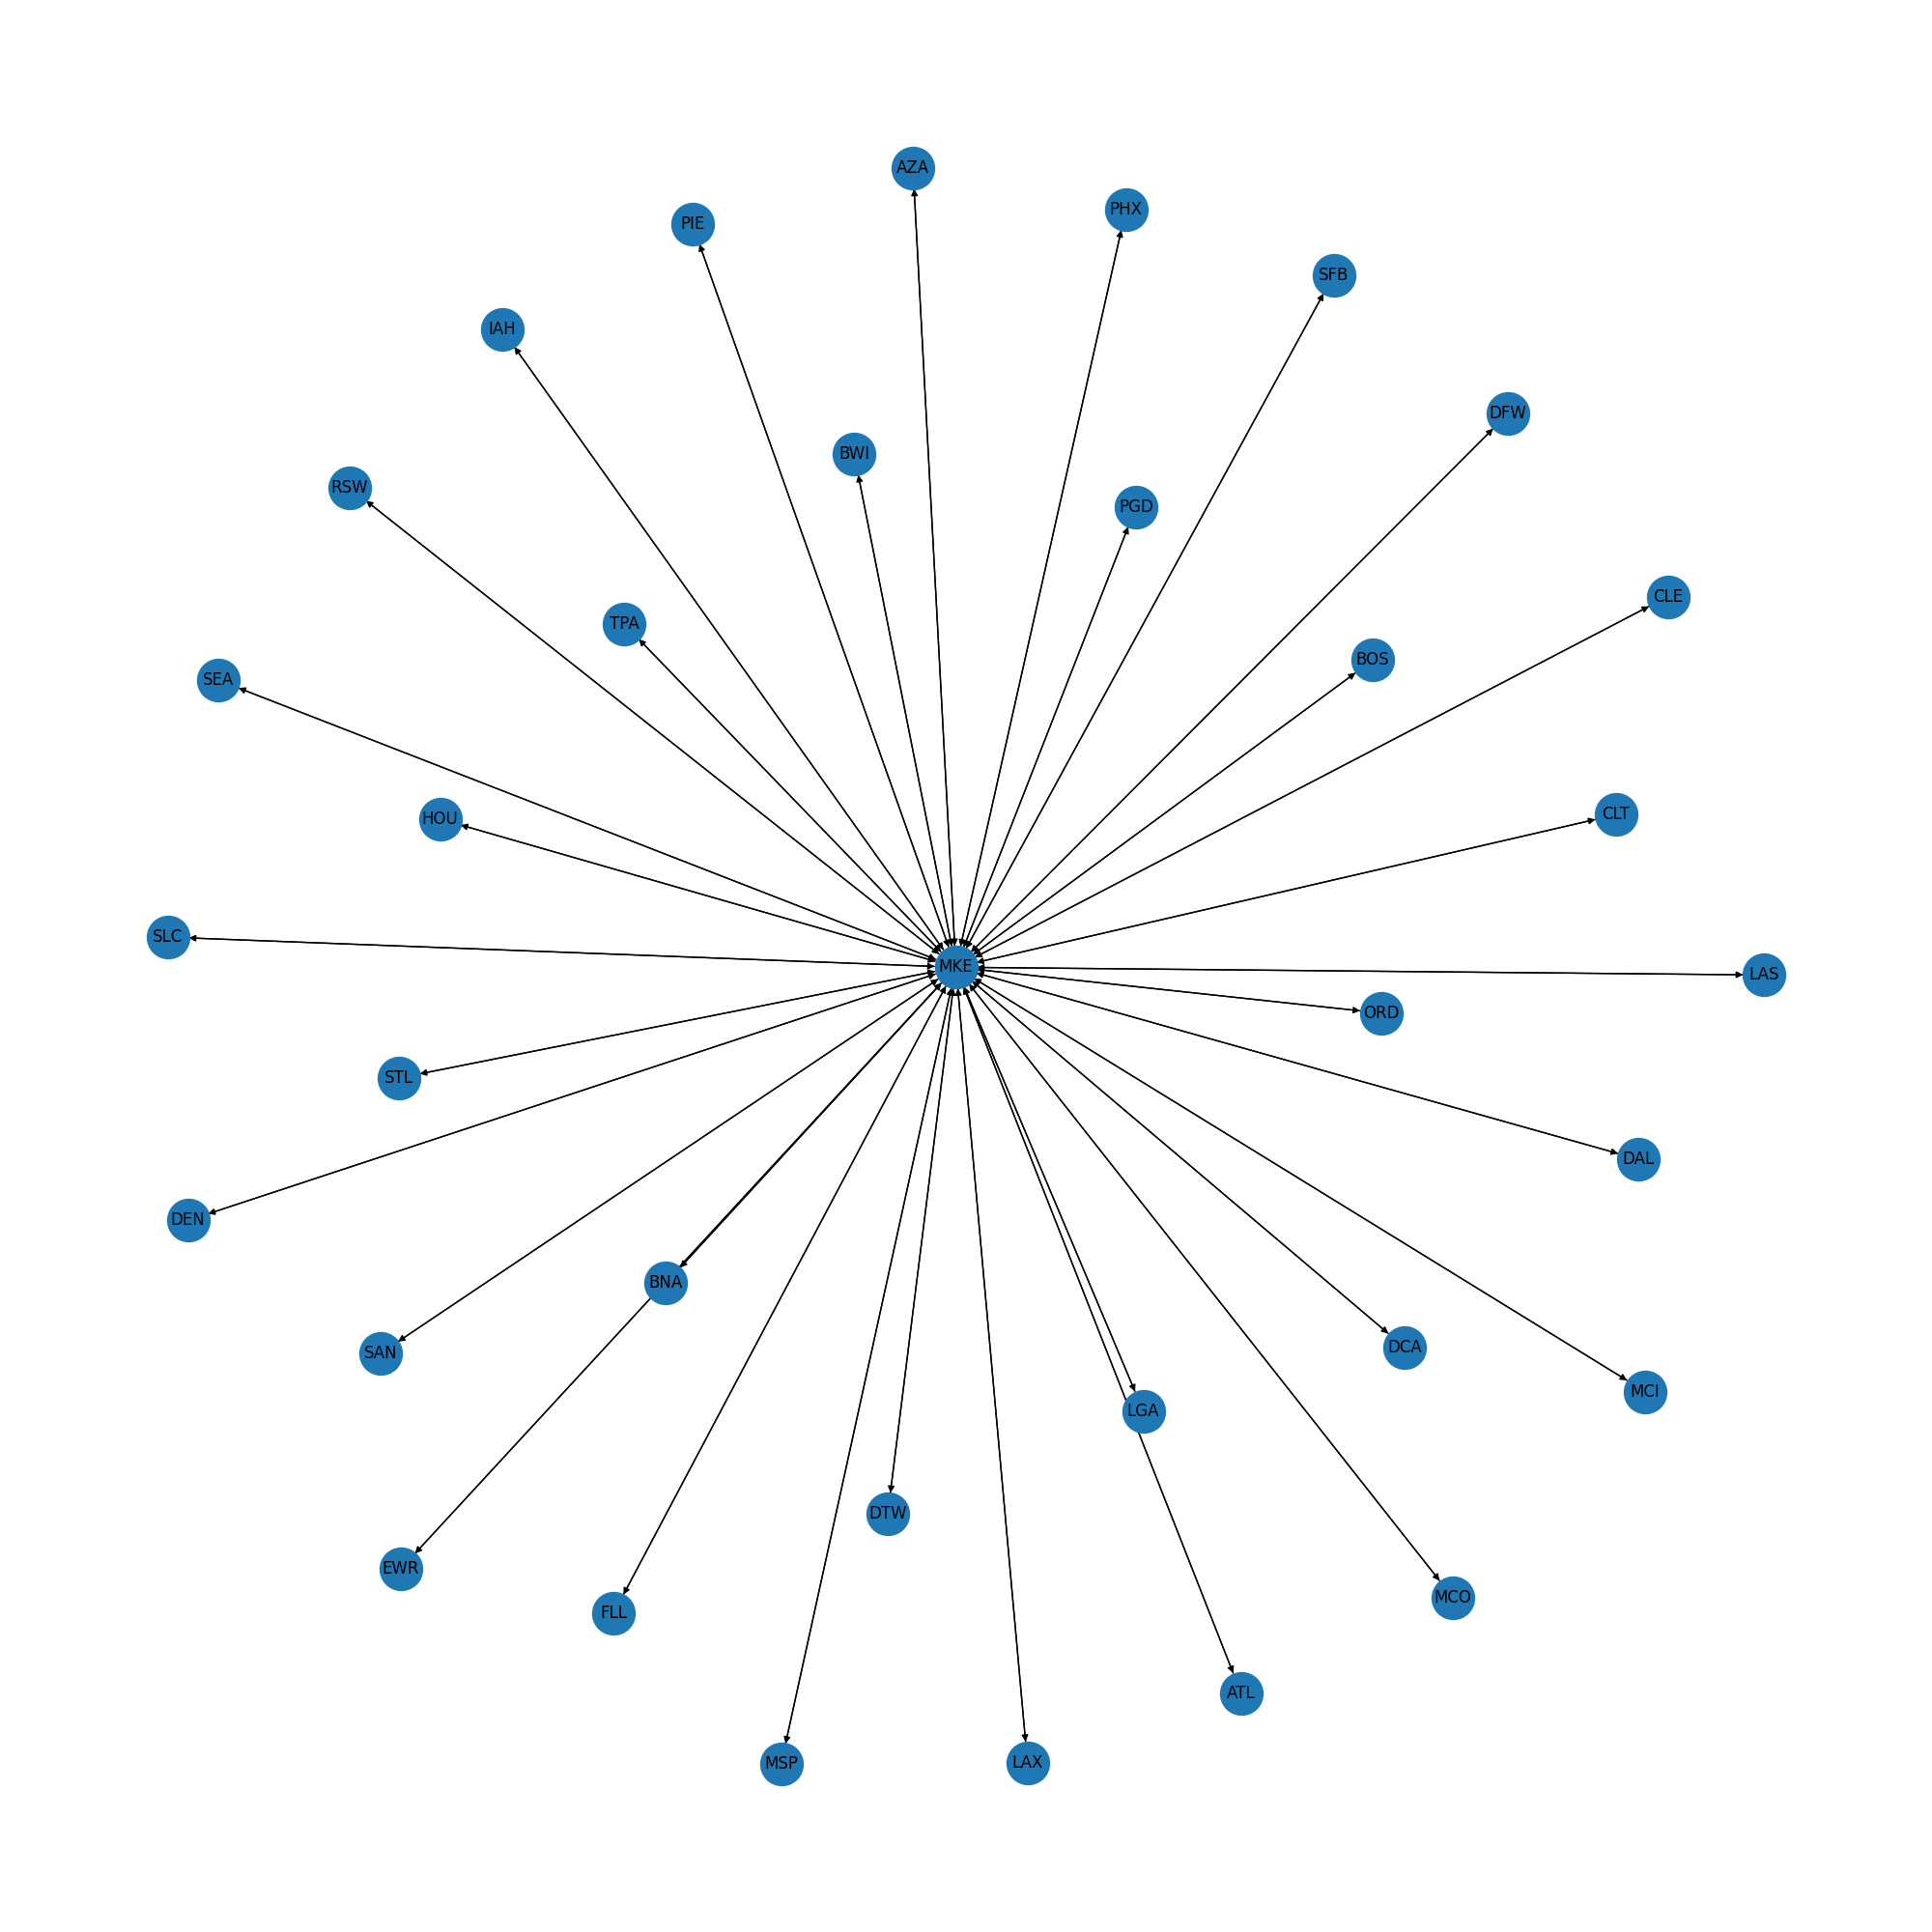 AZA
PHX
PIE
SFB
IAH
DFW
BWI
RSW
PGD
CLE
TPA
BOS
SEA
CLT
HOU
SLC
MKE
LAS
ORD
STL
DAL
DEN
BNA
DCA
SAN
MCI
LGA
DTW
EWR
MCO
FLL
ATL
LAX
MSP